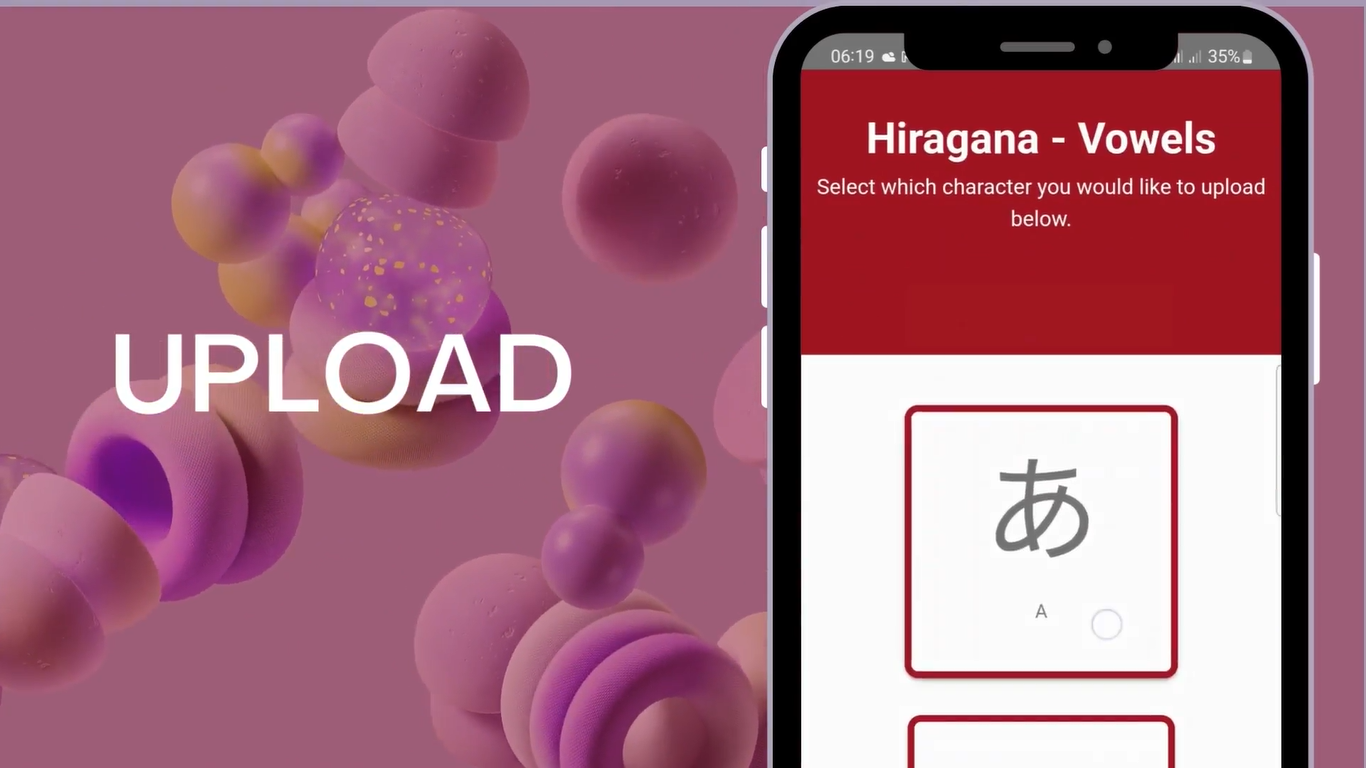 UPLOAD
06:19
35%
Hiragana - Vowels
Select which character you would like to upload
below.
あ
A